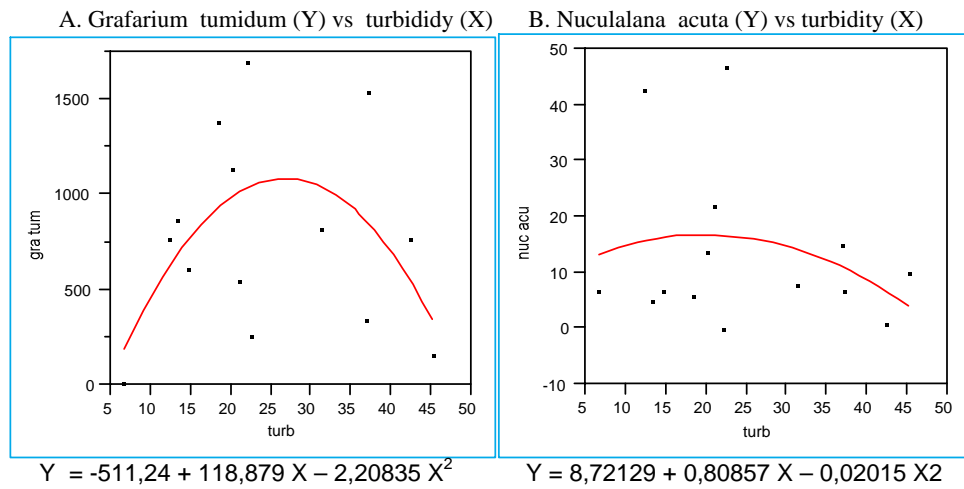 A. Grafarium tumidum (Y) vs turbididy (X)
gra tum
1500
1000
500
0
5 10 15 20 25 30 35 40 45 50
turb
Y = -511,24 + 118,879 X – 2,20835 X²
B. Nuculalana acuta (Y) vs turbidity (X)
nuc acu
50
40
30
20
10
0
-10
5 10 15 20 25 30 35 40 45 50
turb
Y = 8,72129 + 0,80857 X – 0,02015 X2